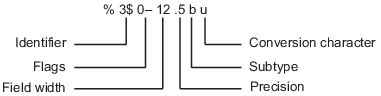 % 3$ 0– 12 .5 b u
Identifier
Conversion character
Flags
Subtype
Field width
Precision